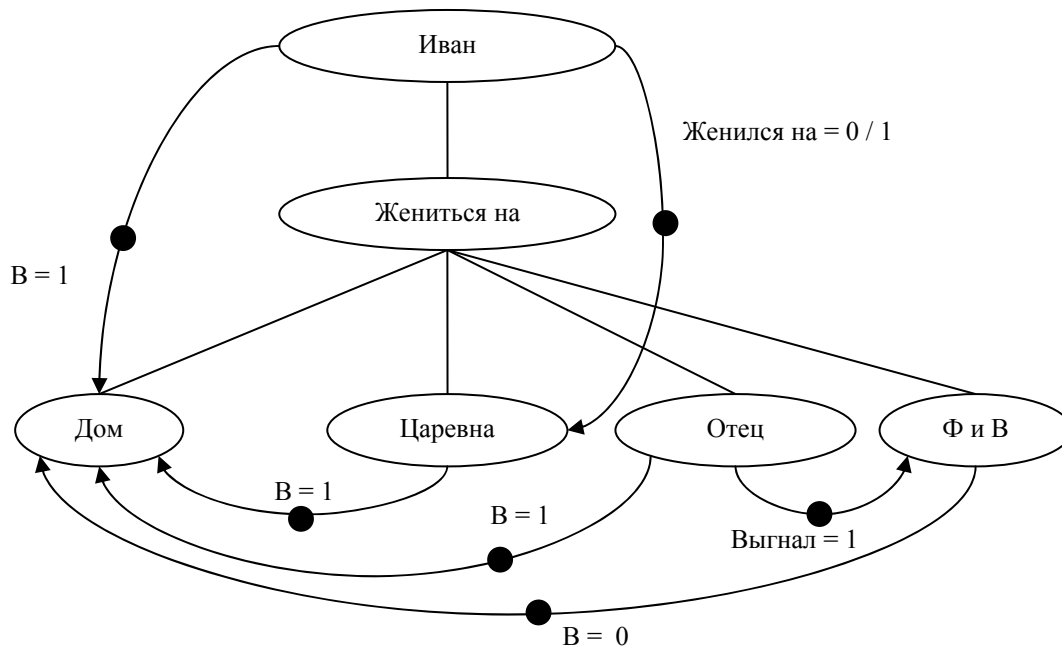 Иван
Женился на = 0 / 1
Жениться на
В = 1
Дом
Царевна
Отец
Ф и В
В = 1
В = 1
Выгнал = 1
В = 0